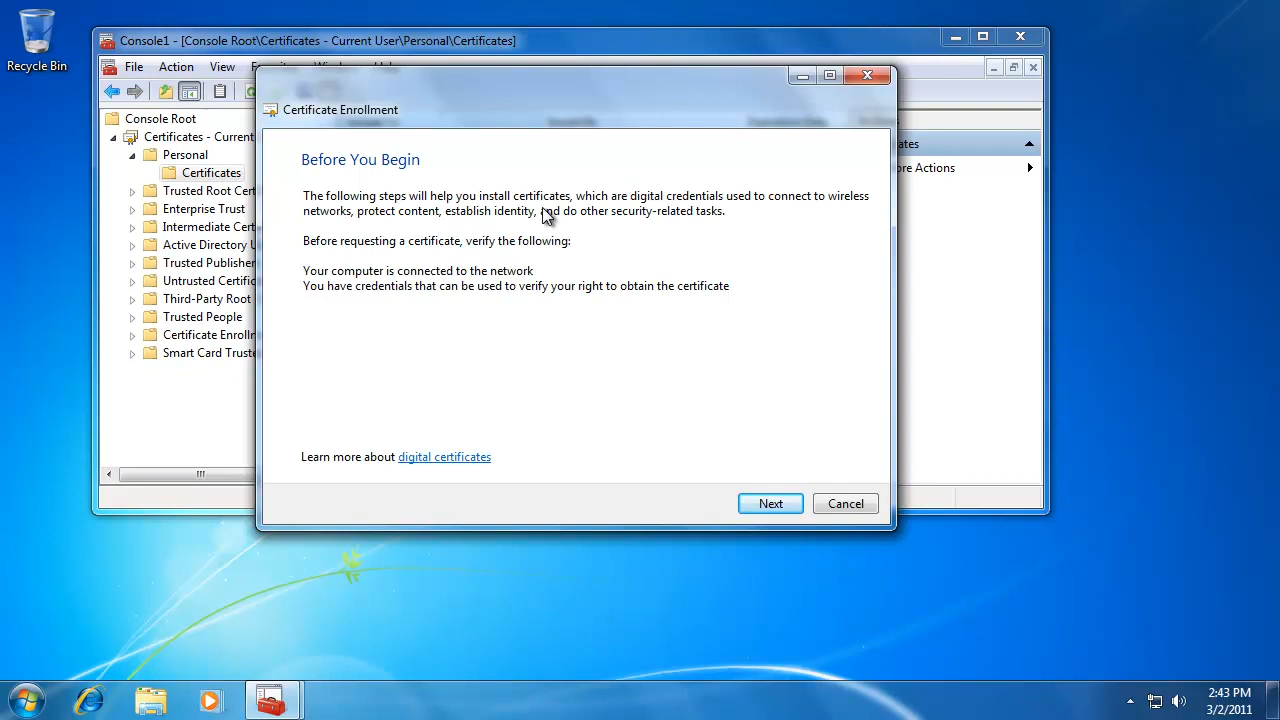 Recycle Bin
Console1 - [Console Root\Certificates - Current User\Personal\Certificates]
File Action View
Console Root
Certificates - Current
Personal
Certificates
Trusted Root Cert
Enterprise Trust
Intermediate Cert
Active Directory U
Trusted Publisher
Untrusted Certific
Third-Party Root
Trusted People
Certificate Enrolln
Smart Card Truste
Certificate Enrollment
Before You Begin
The following steps will help you install certificates, which are digital credentials used to connect to wireless
networks, protect content, establish identity, and do other security-related tasks.
Before requesting a certificate, verify the following:
Your computer is connected to the network
You have credentials that can be used to verify your right to obtain the certificate
Learn more about digital certificates
Next Cancel
ates
ore Actions
2:43 PM
3/2/2011